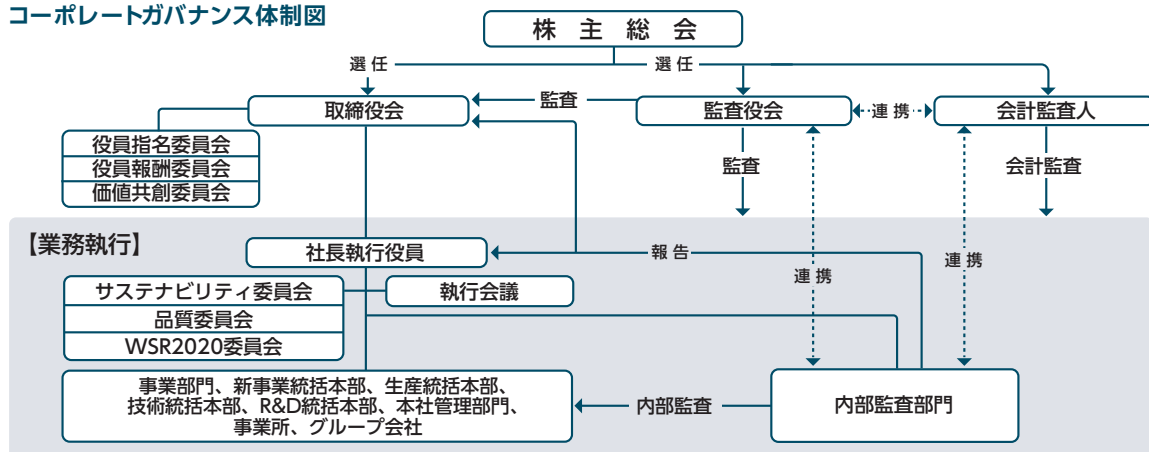 コーポレートガバナンス体制図
株主総会
選任
選任
取締役会
監査
監査役会
連携
会計監査人
役員指名委員会
役員報酬委員会
価値共創委員会
監査
会計監査
【業務執行】
社長執行役員
報告
連携
連携
サステナビリティ委員会
執行会議
品質委員会
WSR2020委員会
事業部門、新事業統括本部、生産統括本部、
技術統括本部、R&D統括本部、本社管理部門、
事業所、グループ会社
内部監査
内部監査部門